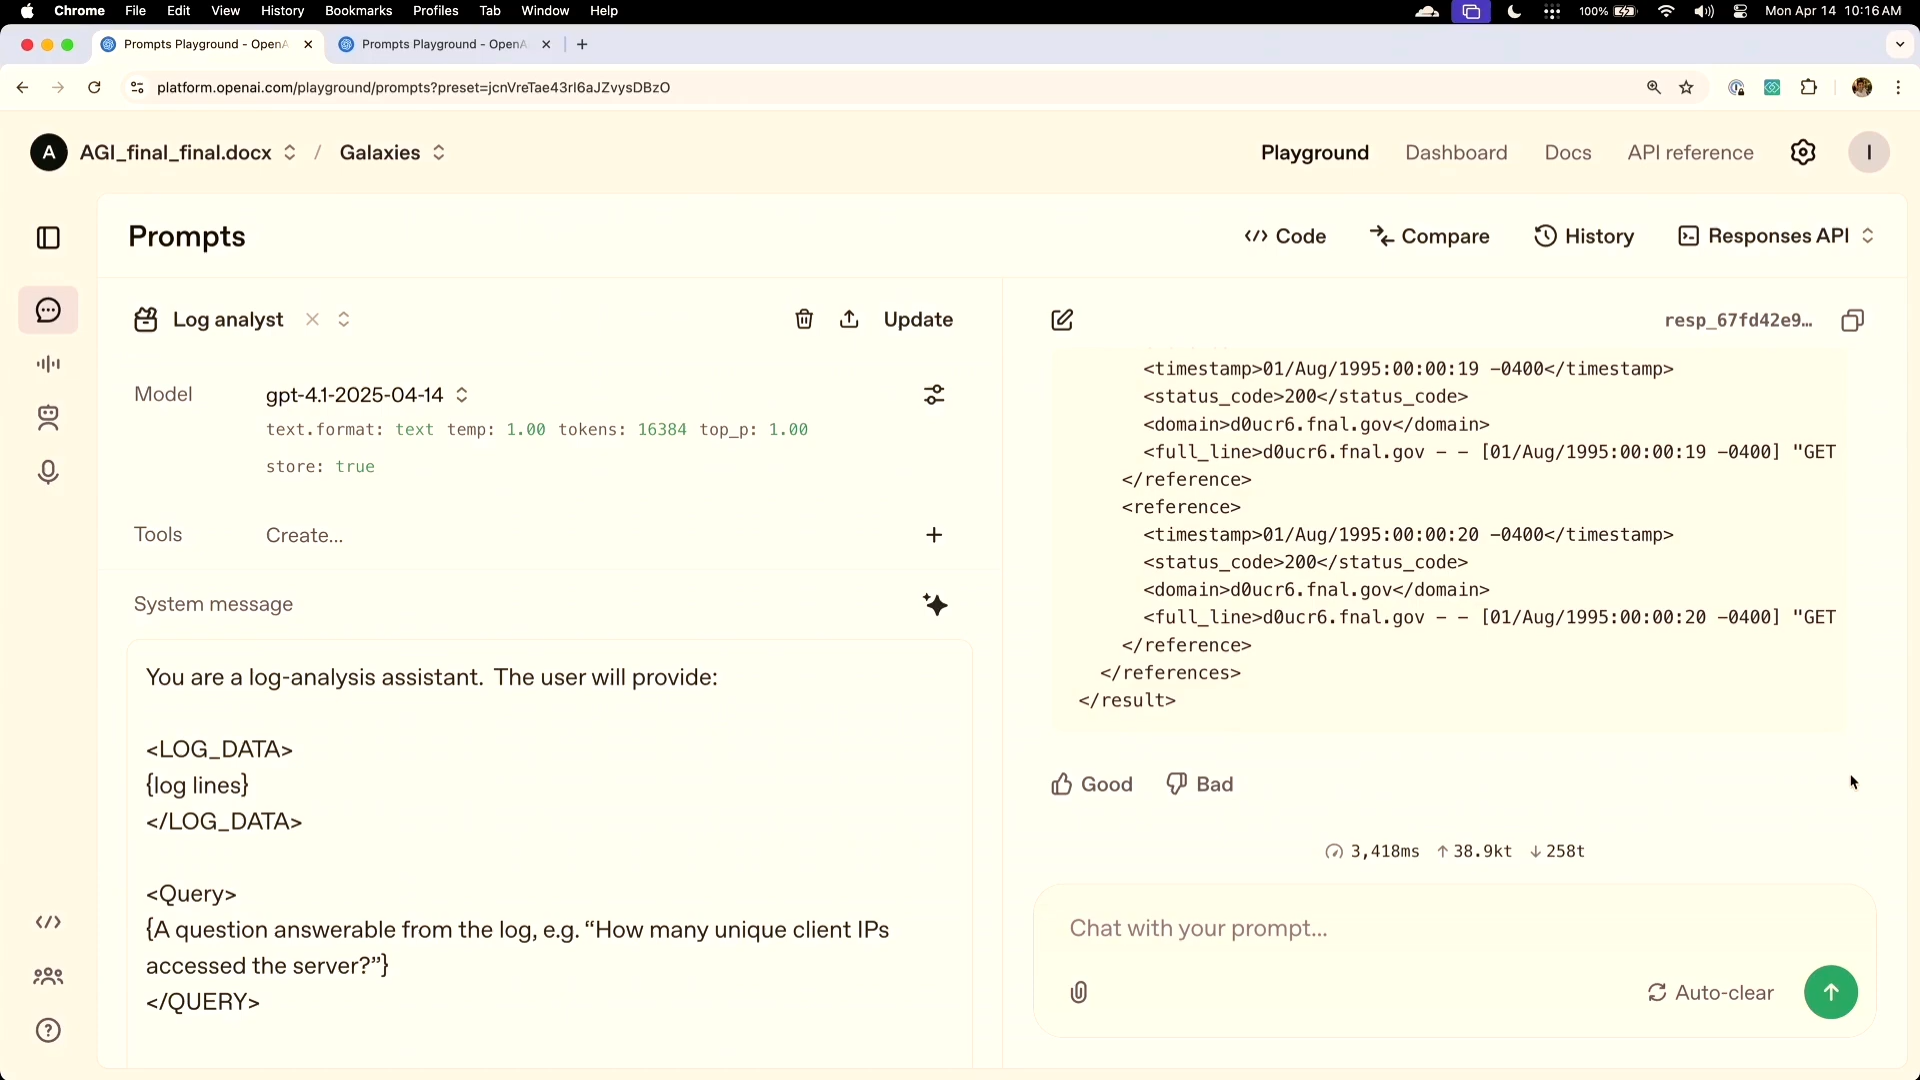 Chrome File Edit View History Bookmarks Profiles Tab Window Help 100% Mon Apr 14 10:16 AM
Prompts Playground - OpenA Prompts Playground - OpenA
platform.openai.com/playground/prompts?preset=jcnVreTae43rI6aJZvysDBzO
A AGI_final_final.docx / Galaxies Playground Dashboard Docs API reference I
Prompts Code Compare History Responses API
Log analyst Update
Model gpt-4.1-2025-04-14
text.format: text temp: 1.00 tokens: 16384 top_p: 1.00
store: true
Tools Create...
System message
You are a log-analysis assistant. The user will provide:
<LOG_DATA>
{log lines}
</LOG_DATA>
<Query>
{A question answerable from the log, e.g. “How many unique client IPs
accessed the server?”}
</QUERY>
resp_67fd42e9…
<timestamp>01/Aug/1995:00:00:19 -0400</timestamp>
<status_code>200</status_code>
<domain>d0ucr6.fnal.gov</domain>
<full_line>d0ucr6.fnal.gov - - [01/Aug/1995:00:00:19 -0400] "GET
</reference>
<reference>
<timestamp>01/Aug/1995:00:00:20 -0400</timestamp>
<status_code>200</status_code>
<domain>d0ucr6.fnal.gov</domain>
<full_line>d0ucr6.fnal.gov - - [01/Aug/1995:00:00:20 -0400] "GET
</reference>
</references>
</result>
Good Bad
3,418ms ↑38.9kt ↓258t
Chat with your prompt...
Auto-clear